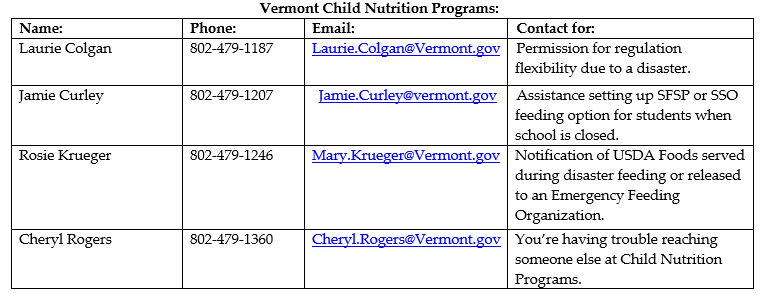 Vermont Child Nutrition Programs:
Name: Phone: Email: Contact for:
Laurie Colgan 802-479-1187 Laurie.Colgan@Vermont.gov Permission for regulation
flexibility due to a disaster.
Jamie Curley 802-479-1207 Jamie.Curley@vermont.gov Assistance setting up SFSP or SSO
feeding option for students when
school is closed.
Rosie Krueger 802-479-1246 Mary.Krueger@Vermont.gov Notification of USDA Foods served
during disaster feeding or released
to an Emergency Feeding
Organization.
Cheryl Rogers 802-479-1360 Cheryl.Rogers@Vermont.gov You're having trouble reaching
someone else at Child Nutrition
Programs.